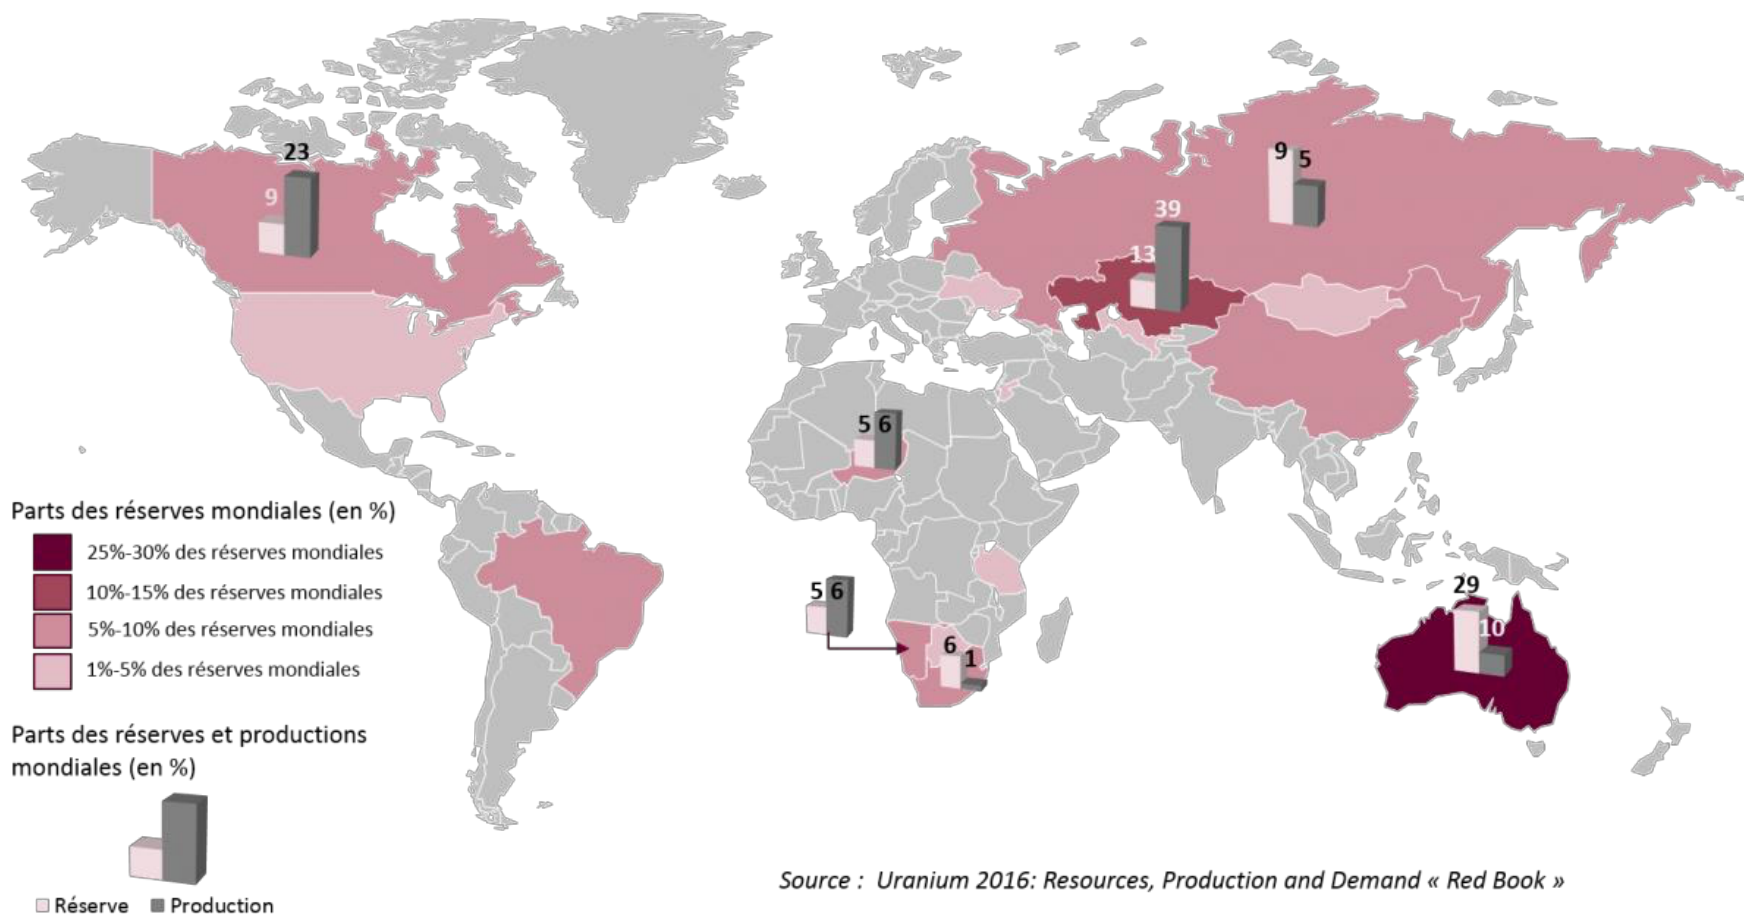 23
9
9 5
39
13
5 6
Parts des réserves mondiales (en %)
25%-30% des réserves mondiales
10%-15% des réserves mondiales
5%-10% des réserves mondiales
1%-5% des réserves mondiales
5 6
6
1
29
10
Parts des réserves et productions
mondiales (en %)
Réserve Production
Source : Uranium 2016: Resources, Production and Demand « Red Book »